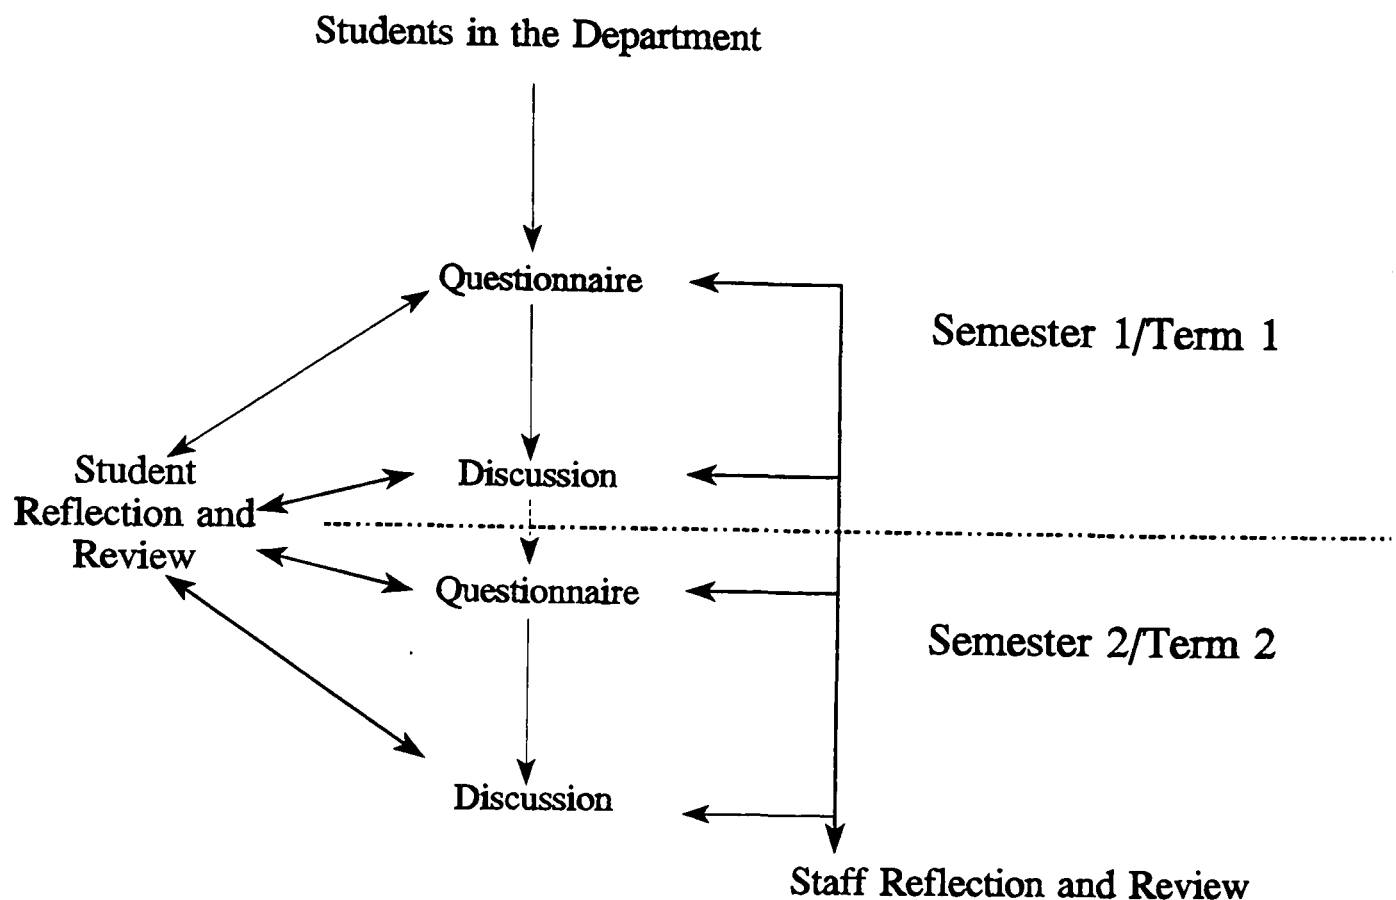 Students in the Department
Questionnaire
Semester 1/Term 1
Student
Reflection and
Review
Discussion
Questionnaire
Semester 2/Term 2
Discussion
Staff Reflection and Review